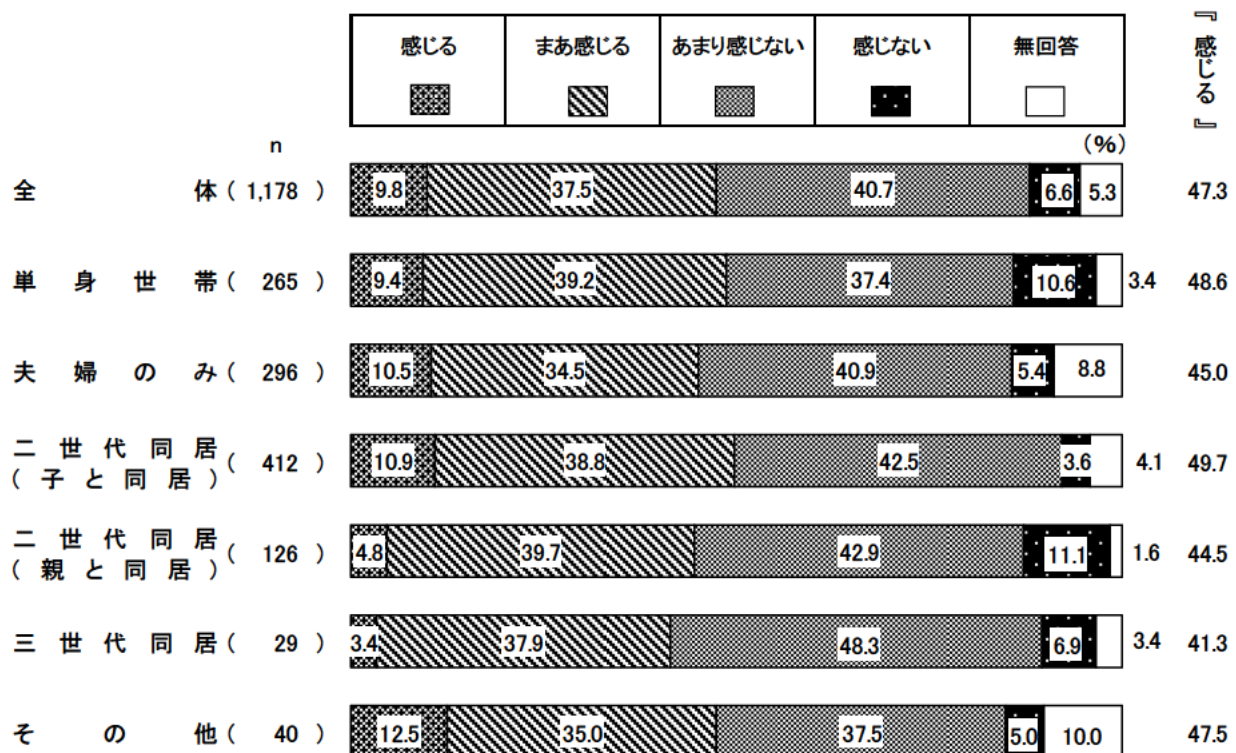 『感じる』
感じる まあ感じる あまり感じない 感じない 無回答
n (%)
全体 ( 1,178 ) 9.8 37.5 40.7 6.6 5.3 47.3
単身世帯 ( 265 ) 9.4 39.2 37.4 10.6 3.4 48.6
夫婦のみ ( 296 ) 10.5 34.5 40.9 5.4 8.8 45.0
二世代同居
(子と同居) ( 412 ) 10.9 38.8 42.5 3.6 4.1 49.7
二世代同居
(親と同居) ( 126 ) 4.8 39.7 42.9 11.1 1.6 44.5
三世代同居 ( 29 ) 3.4 37.9 48.3 6.9 3.4 41.3
その他 ( 40 ) 12.5 35.0 37.5 5.0 10.0 47.5